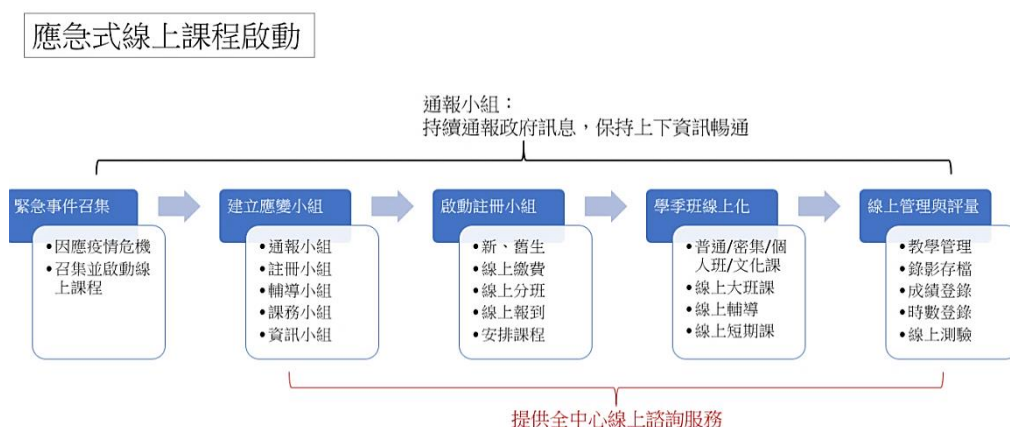 應急式線上課程啟動
通報小組：
持續通報政府訊息，保持上下資訊暢通
緊急事件召集
•因應疫情危機
•召集並啟動線
上課程
建立應變小組
•通報小組
•註冊小組
•輔導小組
•課務小組
•資訊小組
啟動註冊小組
•新、舊生
•線上繳費
•線上分班
•線上報到
•安排課程
學季班線上化
•普通/密集/個
人班/文化課
•線上大班課
•線上輔導
•線上短期課
線上管理與評量
•教學管理
•錄影存檔
•成績登錄
•時數登錄
•線上測驗
提供全中心線上諮詢服務